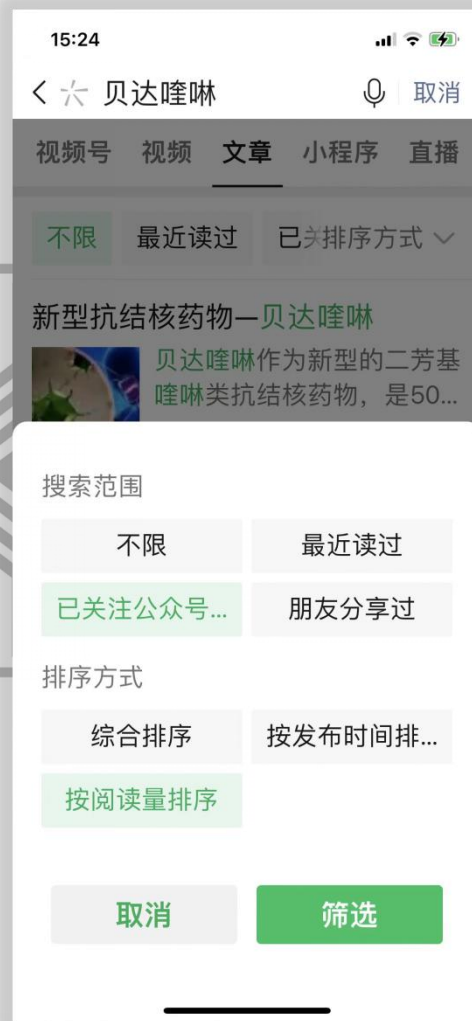 15:24
贝达喹啉 取消
视频号 视频 文章 小程序 直播
不限 最近读过 已关排序方式
新型抗结核药物—贝达喹啉
贝达喹啉作为新型的二芳基
喹啉类抗结核药物，是50...
搜索范围
不限 最近读过
已关注公众号... 朋友分享过
排序方式
综合排序 按发布时间排...
按阅读量排序
取消 筛选